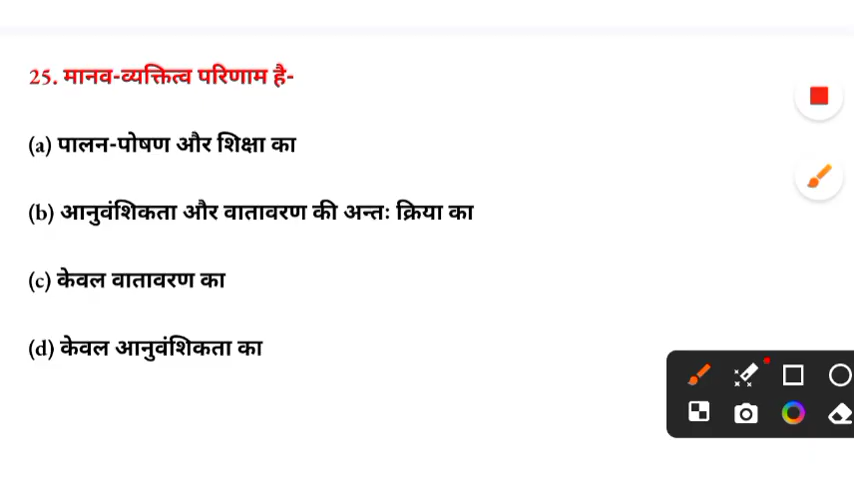 25. मानव-व्यक्तित्व परिणाम है-
(a) पालन-पोषण और शिक्षा का
(b) आनुवंशिकता और वातावरण की अन्तः क्रिया का
(c) केवल वातावरण का
(d) केवल आनुवंशिकता का